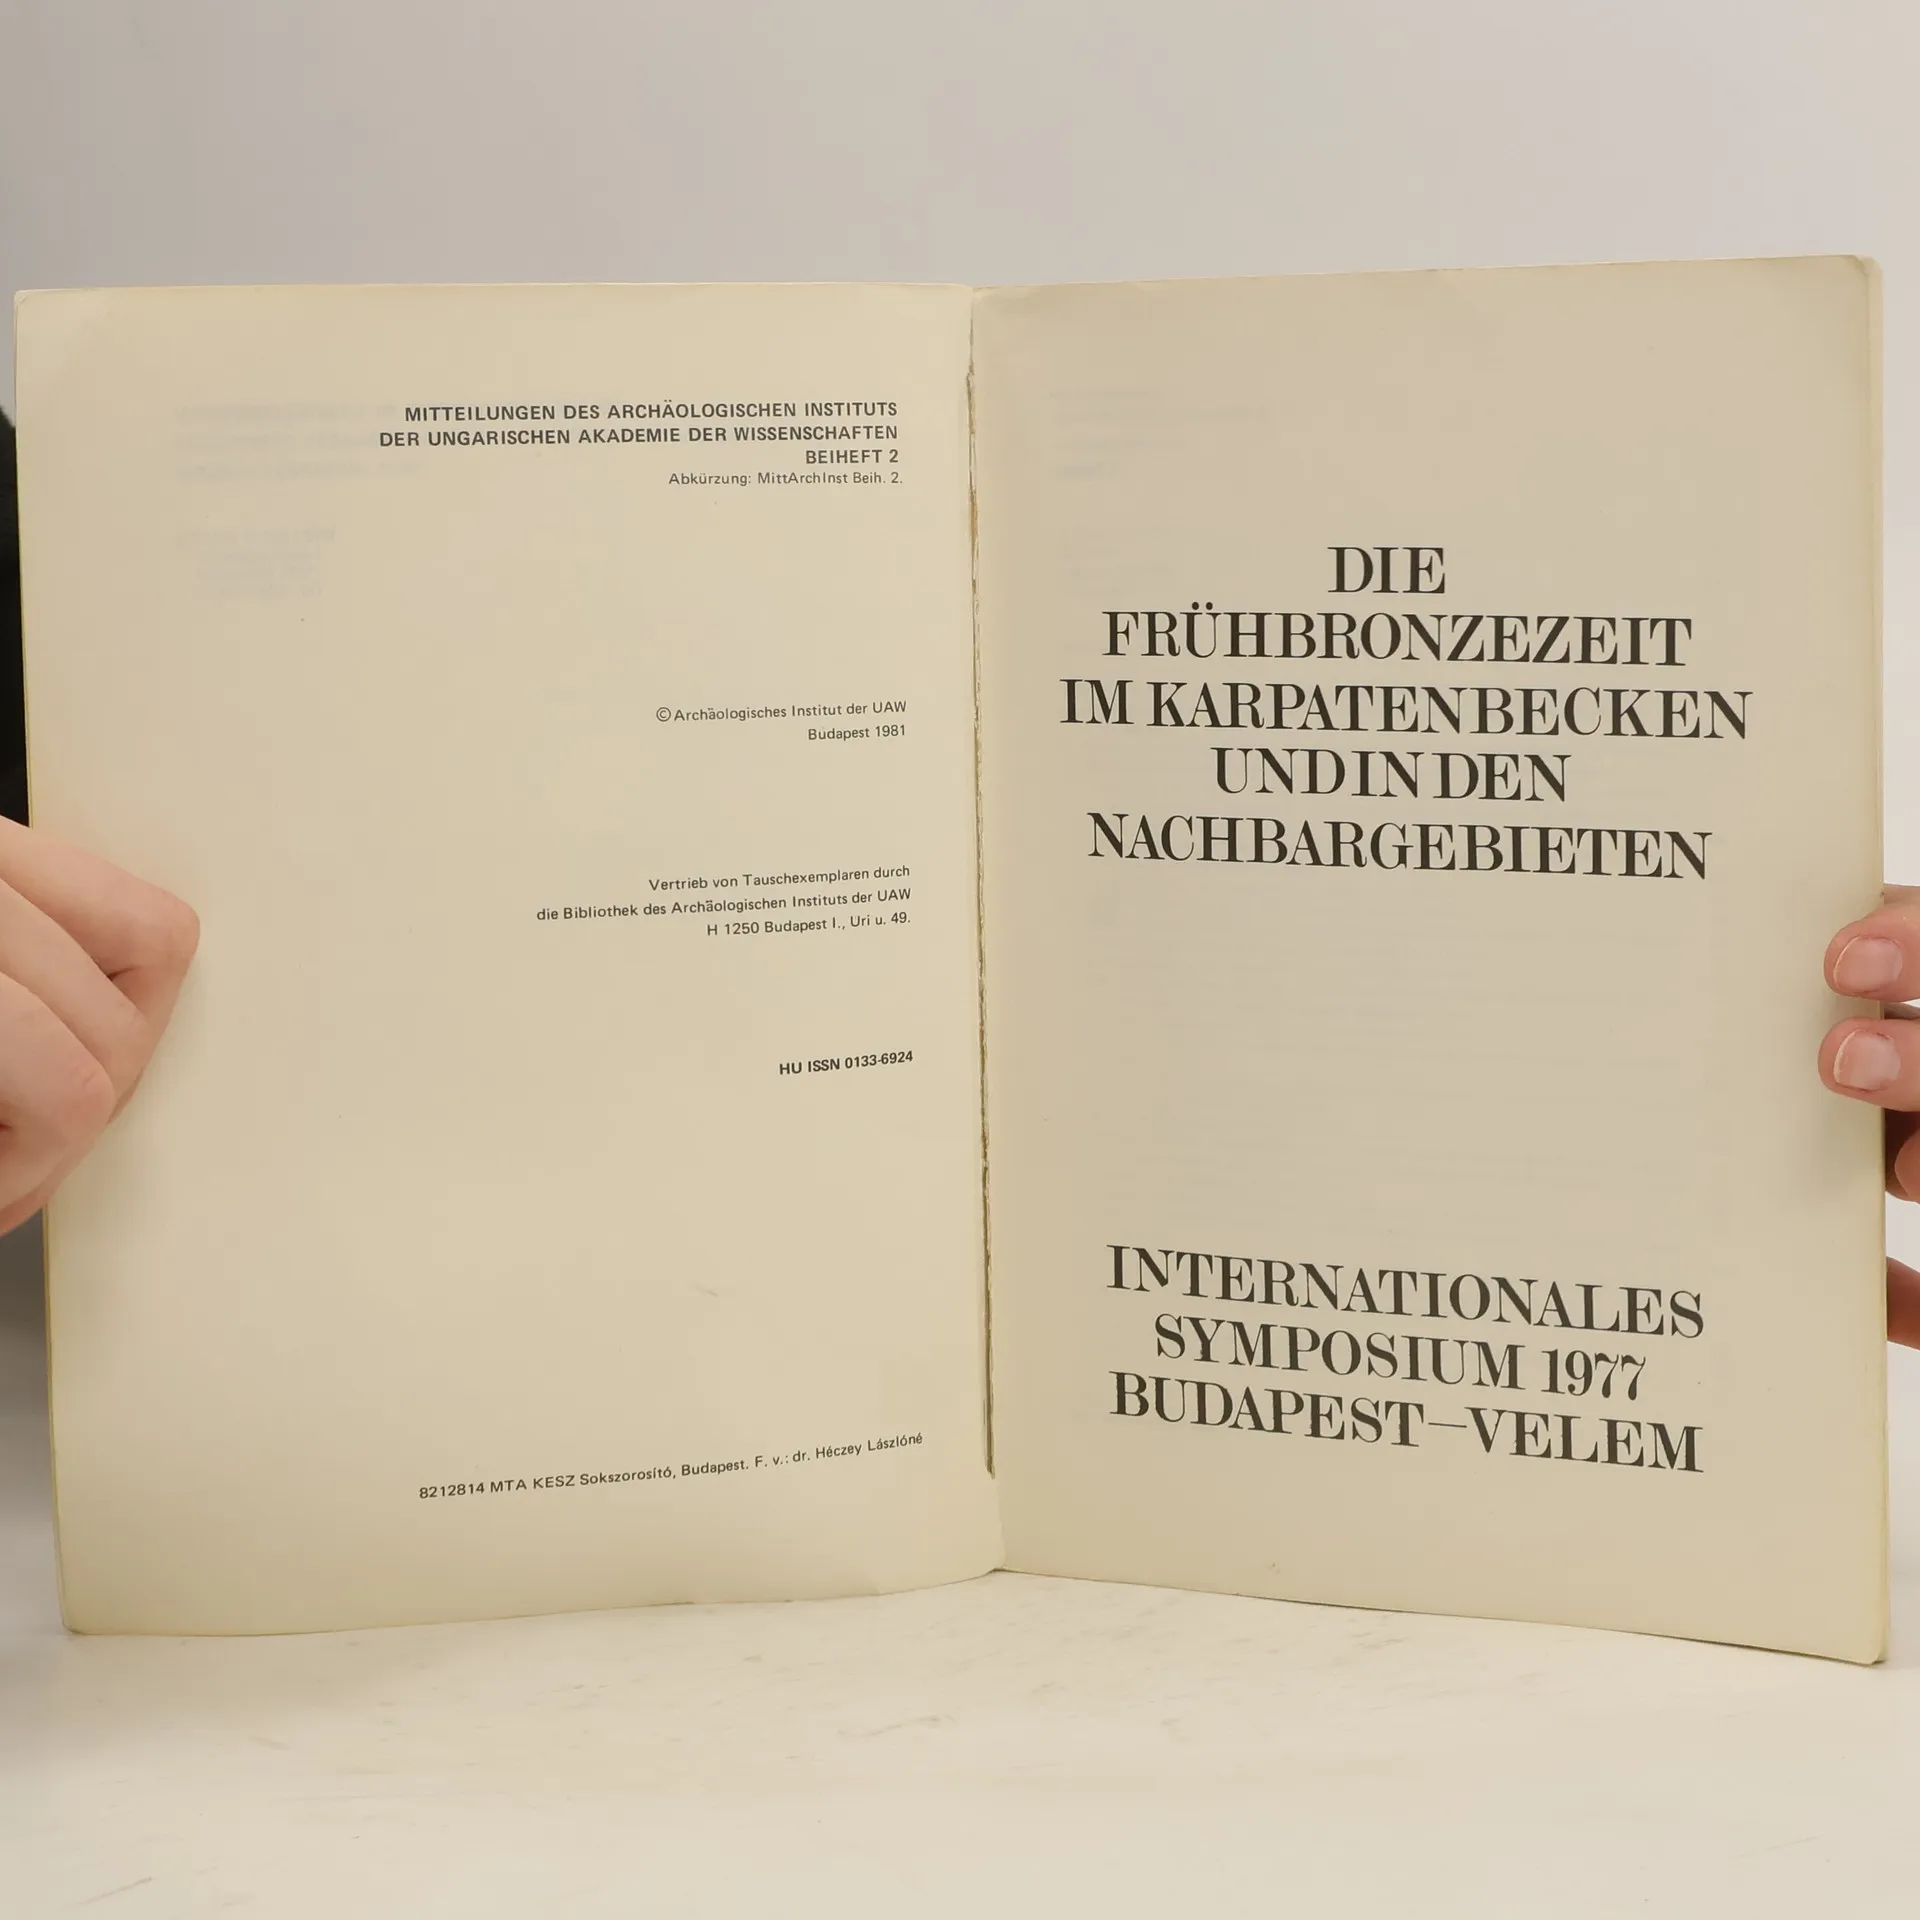 MITTEILUNGEN DES ARCHÄOLOGISCHEN INSTITUTS
DER UNGARISCHEN AKADEMIE DER WISSENSCHAFTEN
BEIHEFT 2
Abkürzung: MittArchInst Beih. 2.
© Archäologisches Institut der UAW
Budapest 1981
Vertrieb von Tauschexemplaren durch
die Bibliothek des Archäologischen Instituts der UAW
H 1250 Budapest I., Uri u. 49.
HU ISSN 0133-6924
8212814 MTA KESZ Sokszorosító, Budapest. F. v.: dr. Héczey Lászlóné
DIE
FRÜHBRONZEZEIT
IM KARPATENBECKEN
UND IN DEN
NACHBARGEBIETEN
INTERNATIONALES
SYMPOSIUM 1977
BUDAPEST—VELEM